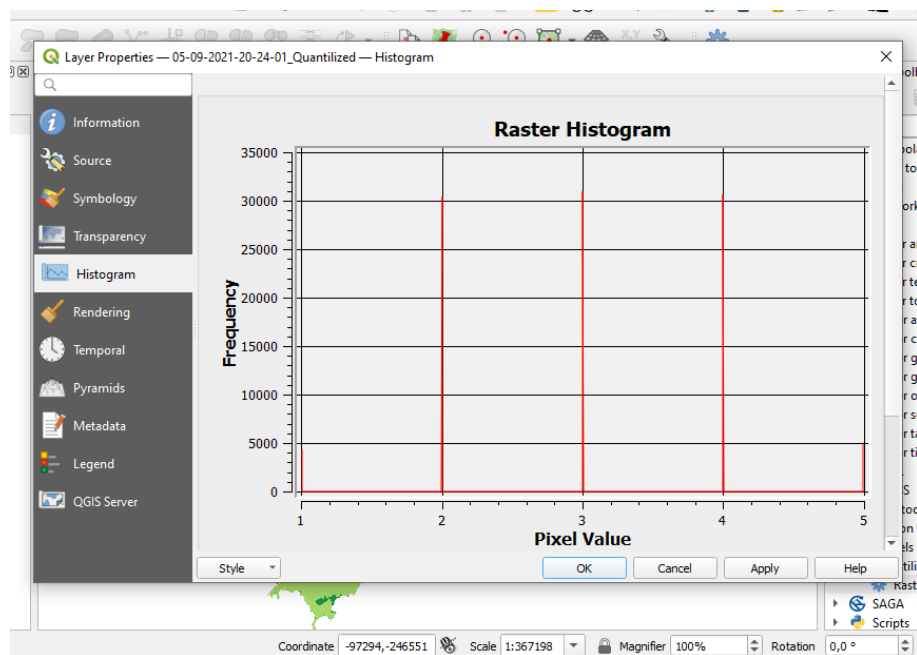 Layer Properties — 05-09-2021-20-24-01_Quantilized — Histogram
Information
Source
Symbology
Transparency
Histogram
Rendering
Temporal
Pyramids
Metadata
Legend
QGIS Server
Raster Histogram
Frequency
35000
30000
25000
20000
15000
10000
5000
0
1 2 3 4 5
Pixel Value
Style OK Cancel Apply Help
SAGA
Scripts
Coordinate -97294,-246551 Scale 1:367198 Magnifier 100% Rotation 0,0 °